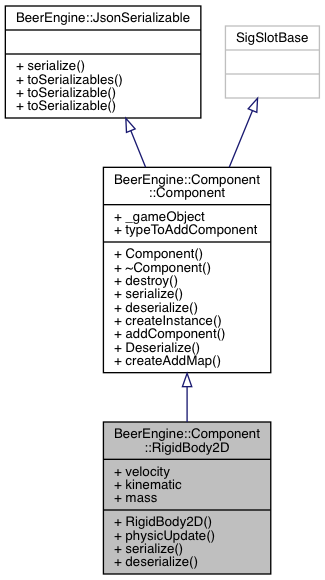 BeerEngine::JsonSerializable
+ serialize()
+ toSerializables()
+ toSerializable()
+ toSerializable()
SigSlotBase
BeerEngine::Component
::Component
+ _gameObject
+ typeToAddComponent
+ Component()
+ ~Component()
+ destroy()
+ serialize()
+ deserialize()
+ createInstance()
+ addComponent()
+ Deserialize()
+ createAddMap()
BeerEngine::Component
::RigidBody2D
+ velocity
+ kinematic
+ mass
+ RigidBody2D()
+ physicUpdate()
+ serialize()
+ deserialize()